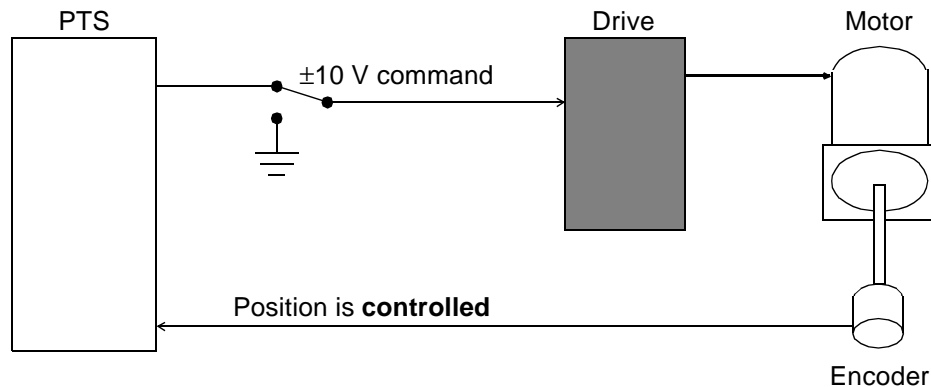 PTS
Drive
Motor
±10 V command
Position is controlled
Encoder